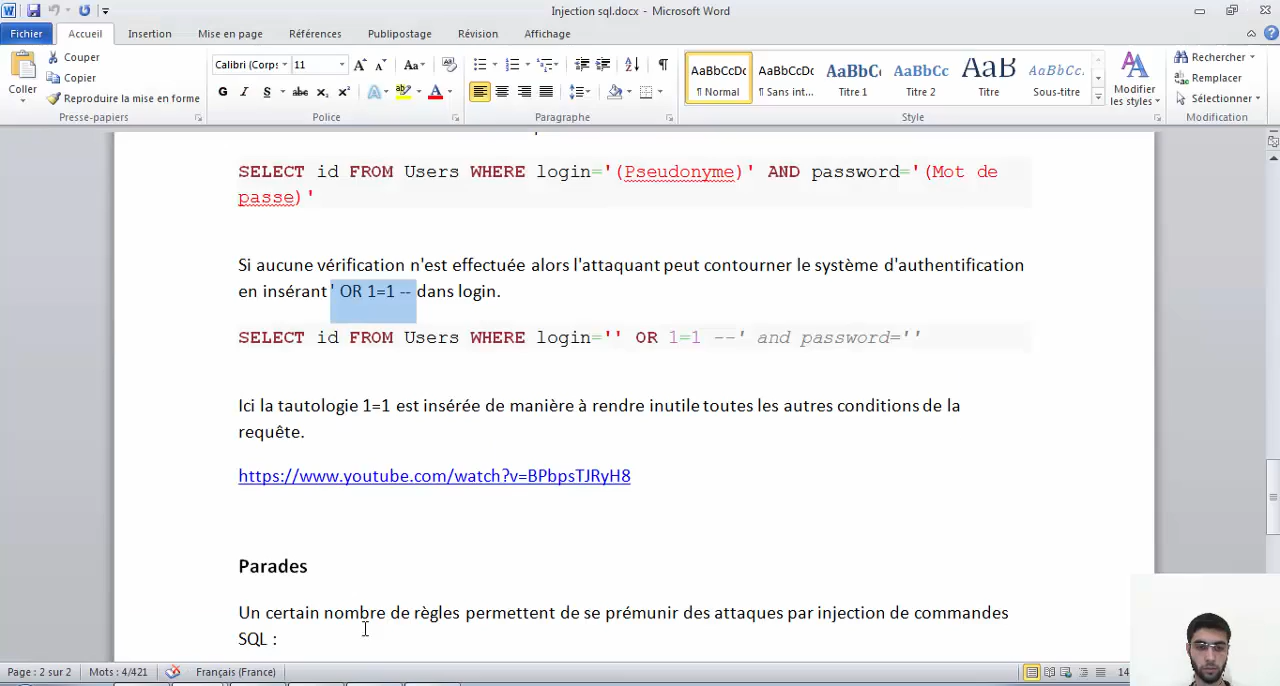 Injection sql.docx - Microsoft Word
Fichier Accueil Insertion Mise en page Références Publipostage Révision Affichage
Coller
Couper
Copier
Reproduire la mise en forme
Presse-papiers
Calibri (Corps 11
G I S abc x₂ x²
Police
Paragraphe
AaBbCcDc AaBbCcDc AaBbC AaBbCc AaB AaBbCc.
¶ Normal ¶ Sans int... Titre 1 Titre 2 Titre Sous-titre
Style
Modifier les styles
Rechercher
Remplacer
Sélectionner
Modification
SELECT id FROM Users WHERE login='(Pseudonyme)' AND password='(Mot de
passe)'
Si aucune vérification n'est effectuée alors l'attaquant peut contourner le système d'authentification
en insérant ' OR 1=1 -- dans login.
SELECT id FROM Users WHERE login='' OR 1=1 --' and password=''
Ici la tautologie 1=1 est insérée de manière à rendre inutile toutes les autres conditions de la
requête.
https://www.youtube.com/watch?v=BPbpsTJRyH8
Parades
Un certain nombre de règles permettent de se prémunir des attaques par injection de commandes
SQL :
Page : 2 sur 2 Mots : 4/421 Français (France) 14